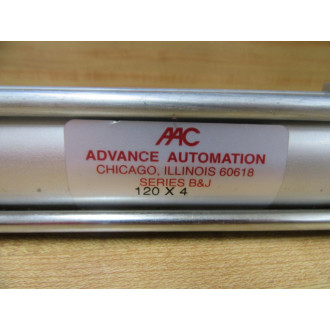 AAC
ADVANCE AUTOMATION
CHICAGO, ILLINOIS 60618
SERIES B&J
120 X 4